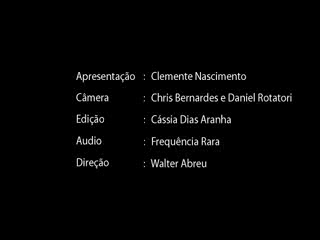 Apresentação : Clemente Nascimento
Câmera : Chris Bernardes e Daniel Rotatori
Edição : Cássia Dias Aranha
Audio : Frequência Rara
Direção : Walter Abreu